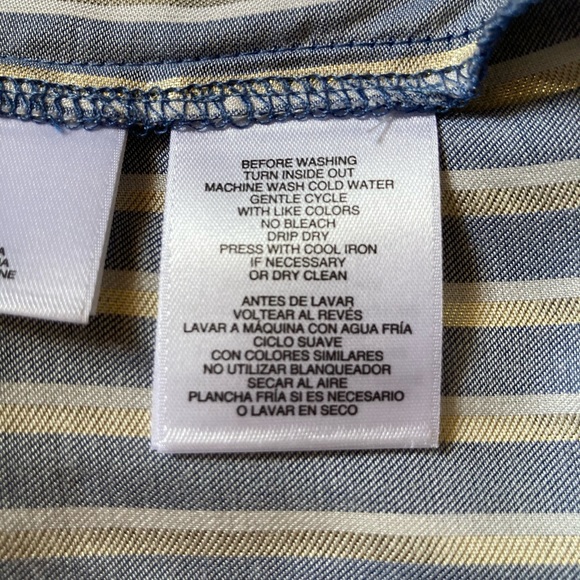 BEFORE WASHING
TURN INSIDE OUT
MACHINE WASH COLD WATER
GENTLE CYCLE
WITH LIKE COLORS
NO BLEACH
DRIP DRY
PRESS WITH COOL IRON
IF NECESSARY
OR DRY CLEAN
ANTES DE LAVAR
VOLTEAR AL REVÉS
LAVAR A MÁQUINA CON AGUA FRÍA
CICLO SUAVE
CON COLORES SIMILARES
NO UTILIZAR BLANQUEADOR
SECAR AL AIRE
PLANCHA FRÍA SI ES NECESARIO
O LAVAR EN SECO